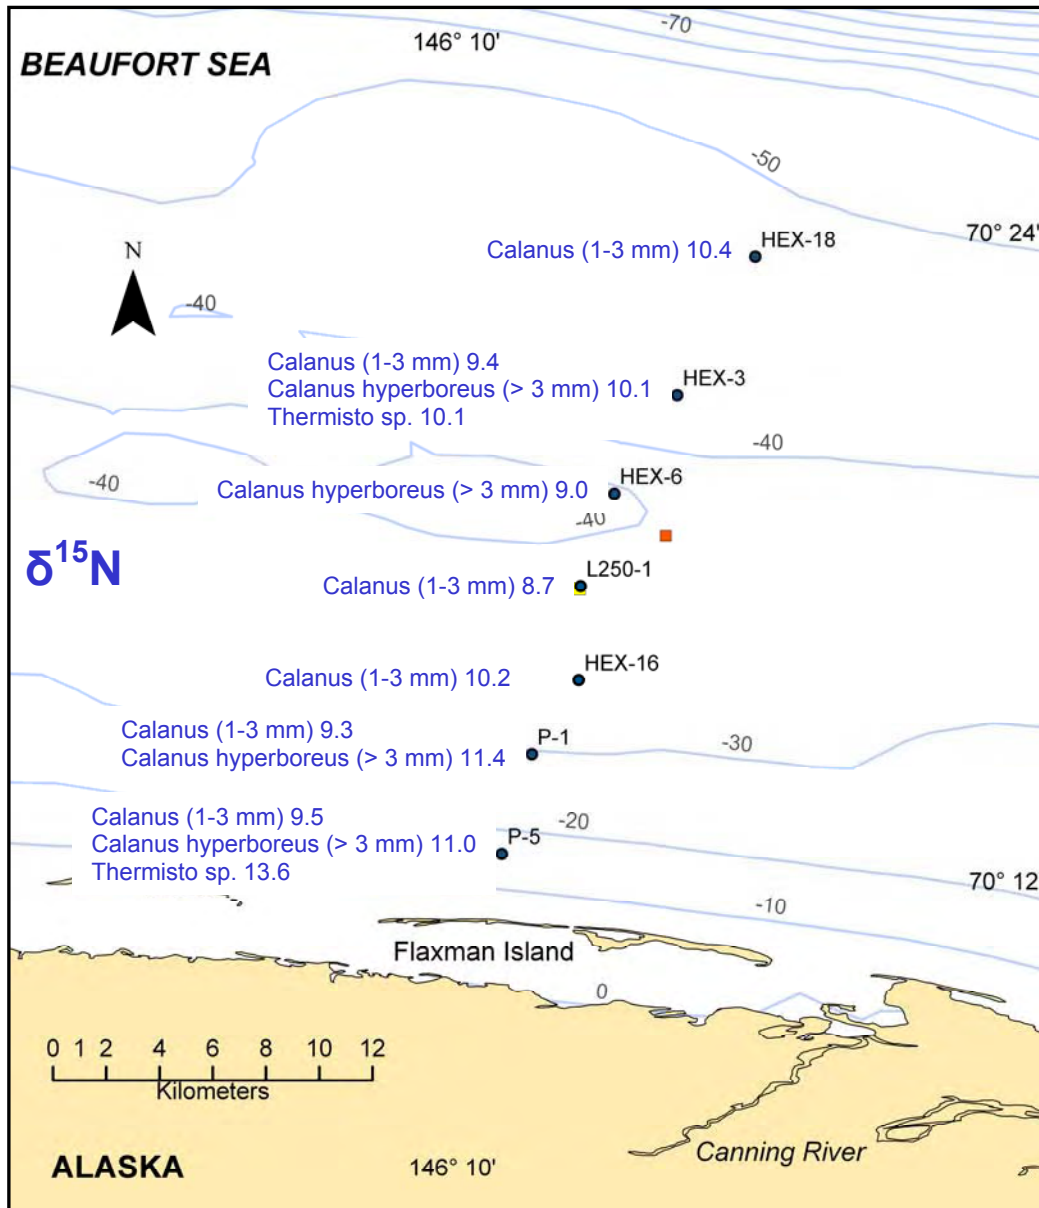 -70
146° 10'
BEAUFORT SEA
-50
70° 24'
HEX-18
Calanus (1-3 mm) 10.4
N
-40
Calanus (1-3 mm) 9.4
Calanus hyperboreus (> 3 mm) 10.1
Thermisto sp. 10.1
HEX-3
-40
HEX-6
-40
Calanus hyperboreus (> 3 mm) 9.0
-40
δ15N
L250-1
Calanus (1-3 mm) 8.7
HEX-16
Calanus (1-3 mm) 10.2
Calanus (1-3 mm) 9.3
Calanus hyperboreus (> 3 mm) 11.4
P-1
-30
Calanus (1-3 mm) 9.5
Calanus hyperboreus (> 3 mm) 11.0
Thermisto sp. 13.6
P-5
-20
70° 12
-10
Flaxman Island
0
0 1 2 4 6 8 10 12
Kilometers
Canning River
ALASKA
146° 10'